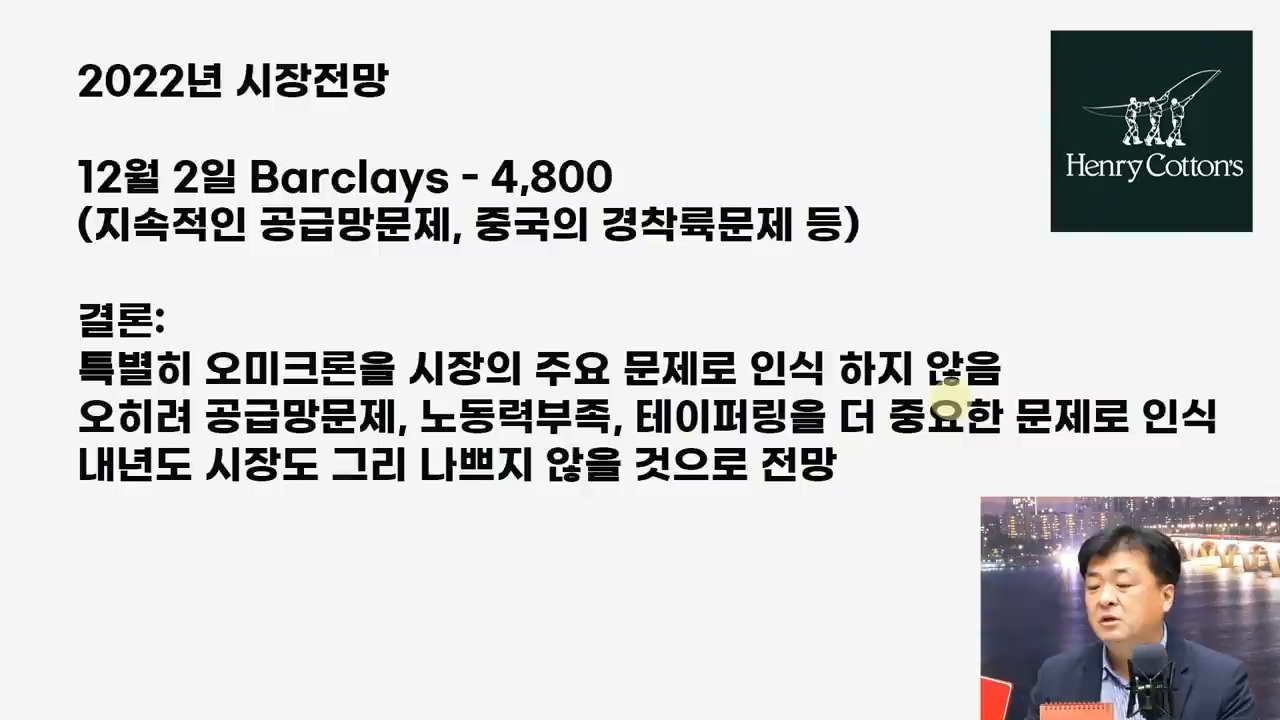 2022년 시장전망
12월 2일 Barclays - 4,800
(지속적인 공급망문제, 중국의 경착륙문제 등)
결론:
특별히 오미크론을 시장의 주요 문제로 인식 하지 않음
오히려 공급망문제, 노동력부족, 테이퍼링을 더 중요한 문제로 인식
내년도 시장도 그리 나쁘지 않을 것으로 전망
Henry Cotton's